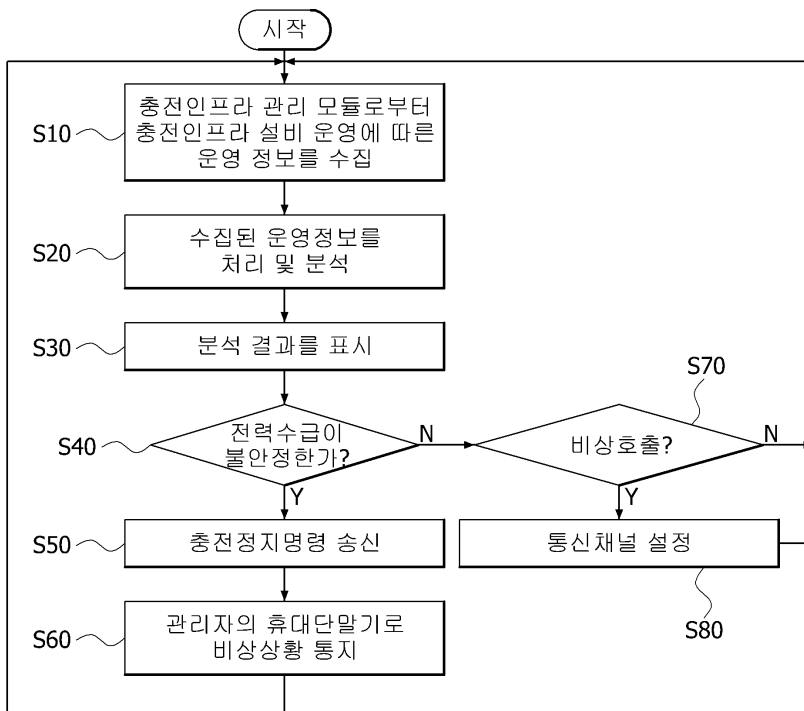 시작
S10
충전인프라 관리 모듈로부터
충전인프라 설비 운영에 따른
운영 정보를 수집
S20
수집된 운영정보를
처리 및 분석
S30
분석 결과를 표시
S40
전력수급이
불안정한가?
N
Y
S70
비상호출?
N
Y
S50
충전정지명령 송신
통신채널 설정
S80
S60
관리자의 휴대단말기로
비상상황 통지